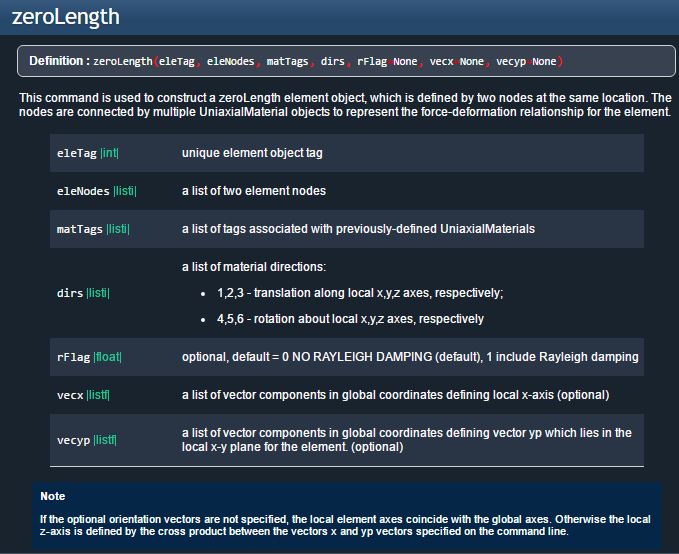 zeroLength
Definition : zeroLength(eleTag, eleNodes, matTags, dirs, rFlag=None, vecx=None, vecyp=None)
This command is used to construct a zeroLength element object, which is defined by two nodes at the same location. The
nodes are connected by multiple UniaxialMaterial objects to represent the force-deformation relationship for the element.
eleTag |int| unique element object tag
eleNodes |listi| a list of two element nodes
matTags |listi| a list of tags associated with previously-defined UniaxialMaterials
a list of material directions:
dirs |listi| • 1,2,3 - translation along local x,y,z axes, respectively;
• 4,5,6 - rotation about local x,y,z axes, respectively
rFlag |float| optional, default = 0 NO RAYLEIGH DAMPING (default), 1 include Rayleigh damping
vecx |listf| a list of vector components in global coordinates defining local x-axis (optional)
vecyp |listf| a list of vector components in global coordinates defining vector yp which lies in the
local x-y plane for the element. (optional)
Note
If the optional orientation vectors are not specified, the local element axes coincide with the global axes. Otherwise the local
z-axis is defined by the cross product between the vectors x and yp vectors specified on the command line.